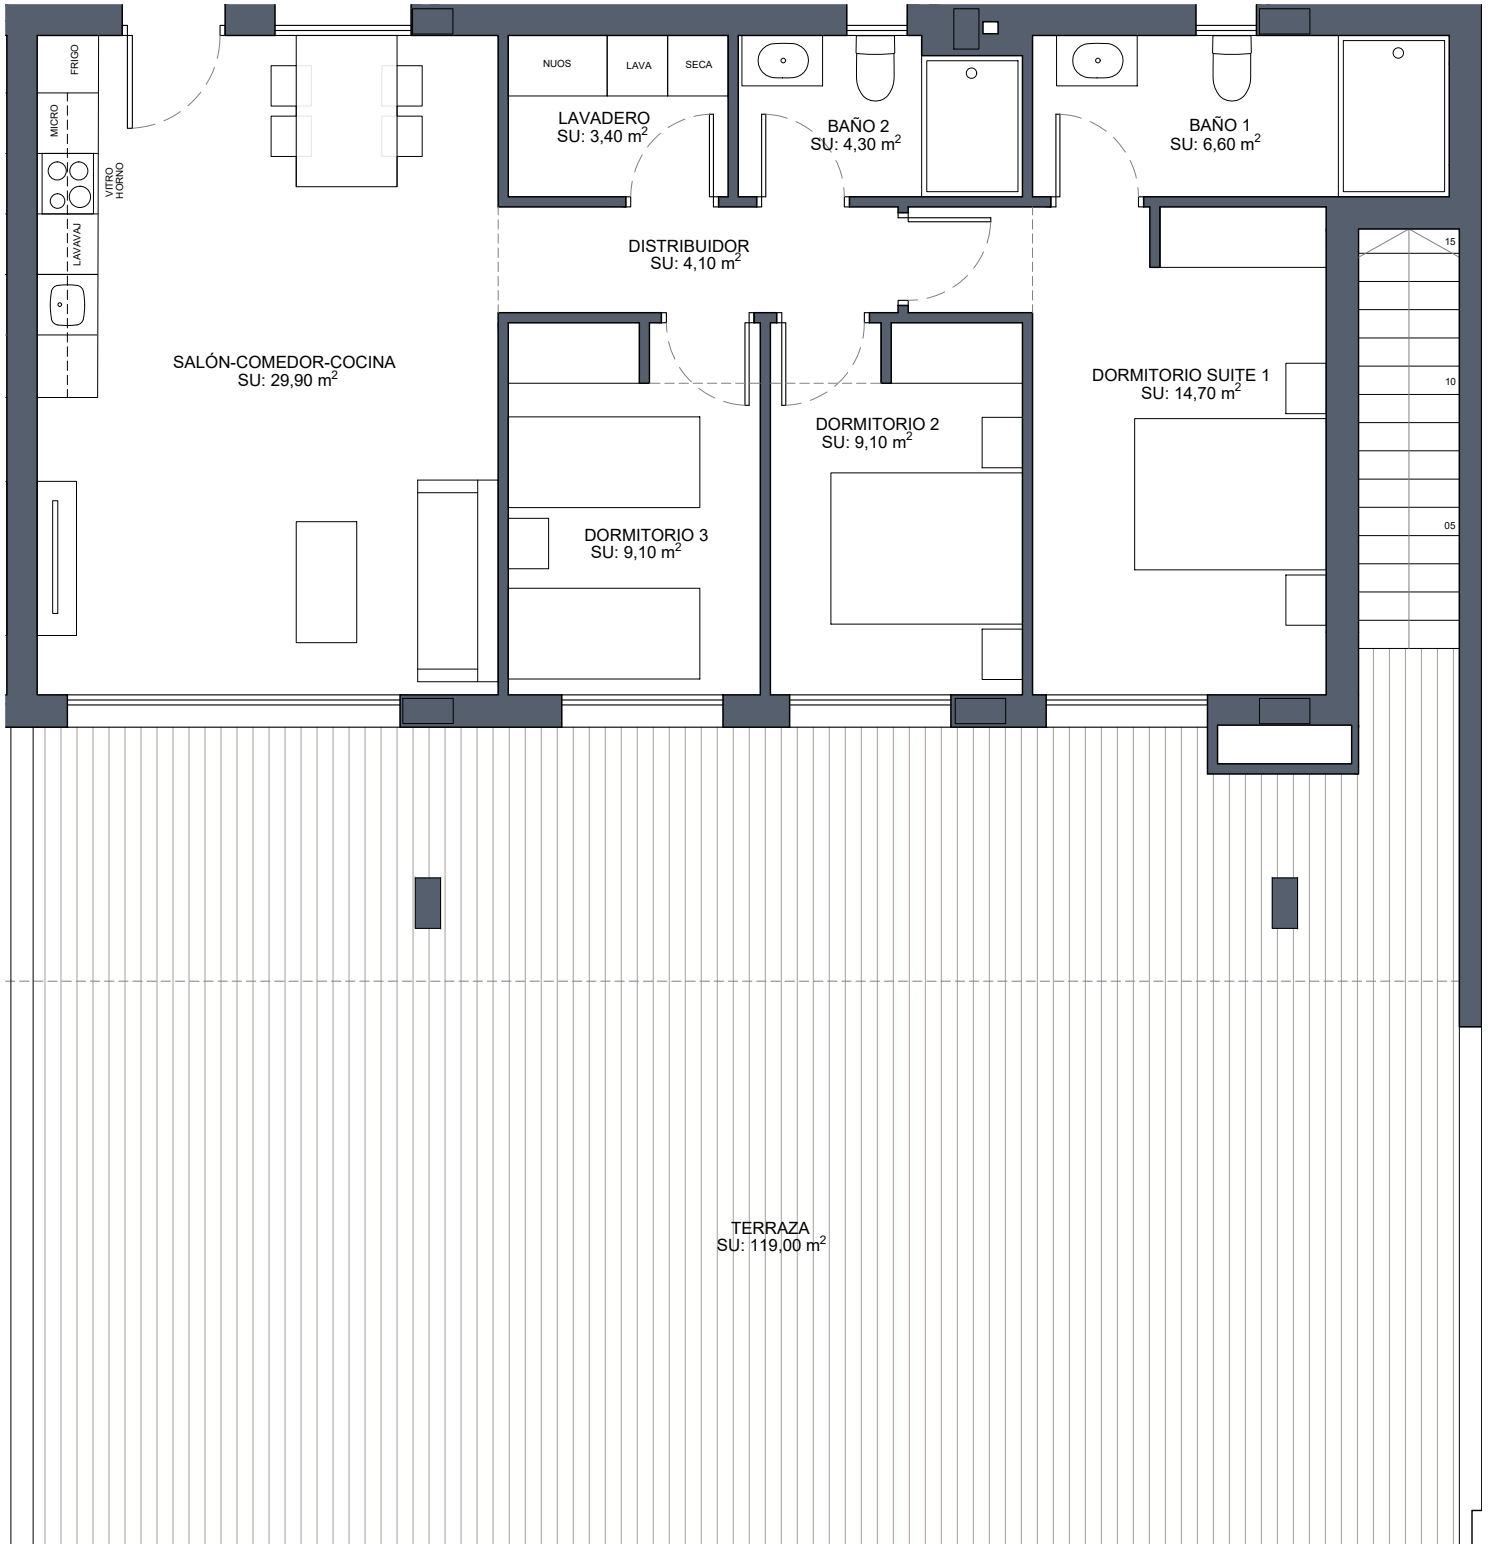 FRIGO
MICRO
VITRO
HORNO
LAVAVAJ
NUOS
LAVA
SECA
LAVADERO
SU: 3,40 m²
BAÑO 2
SU: 4,30 m²
BAÑO 1
SU: 6,60 m²
DISTRIBUIDOR
SU: 4,10 m²
15
10
05
SALÓN-COMEDOR-COCINA
SU: 29,90 m²
DORMITORIO SUITE 1
SU: 14,70 m²
DORMITORIO 2
SU: 9,10 m²
DORMITORIO 3
SU: 9,10 m²
TERRAZA
SU: 119,00 m²